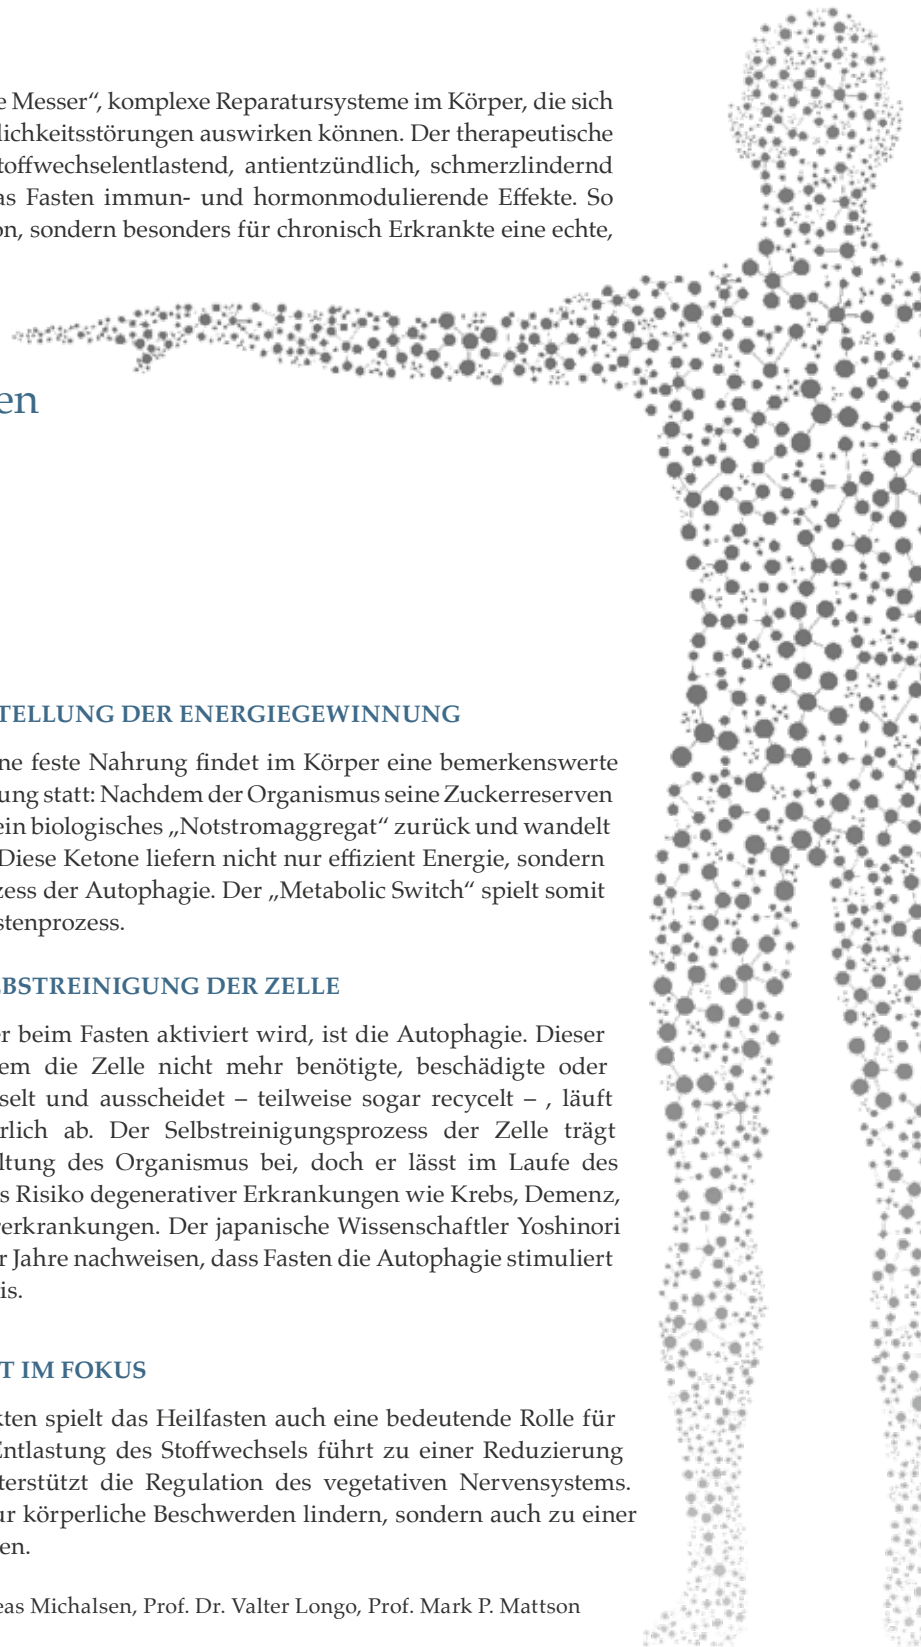 e Messer“, komplexe Reparatursysteme im Körper, die sich
lichkeitsstörungen auswirken können. Der therapeutische
toffwechselentlastend, antientzündlich, schmerzlindernd
as Fasten immun- und hormonmodulierende Effekte. So
on, sondern besonders für chronisch Erkrankte eine echte,
en
TELLUNG DER ENERGIEGEWINNUNG
ne feste Nahrung findet im Körper eine bemerkenswerte
ung statt: Nachdem der Organismus seine Zuckerreserven
ein biologisches „Notstromaggregat“ zurück und wandelt
Diese Ketone liefern nicht nur effizient Energie, sondern
zess der Autophagie. Der „Metabolic Switch“ spielt somit
stenprozess.
BSTREINIGUNG DER ZELLE
er beim Fasten aktiviert wird, ist die Autophagie. Dieser
em die Zelle nicht mehr benötigte, beschädigte oder
selt und ausscheidet – teilweise sogar recycelt – , läuft
rlich ab. Der Selbstreinigungsprozess der Zelle trägt
ltung des Organismus bei, doch er lässt im Laufe des
s Risiko degenerativer Erkrankungen wie Krebs, Demenz,
erkrankungen. Der japanische Wissenschaftler Yoshinori
r Jahre nachweisen, dass Fasten die Autophagie stimuliert
is.
T IM FOKUS
kten spielt das Heilfasten auch eine bedeutende Rolle für
Entlastung des Stoffwechsels führt zu einer Reduzierung
terstützt die Regulation des vegetativen Nervensystems.
ur körperliche Beschwerden lindern, sondern auch zu einer
en.
eas Michalsen, Prof. Dr. Valter Longo, Prof. Mark P. Mattson